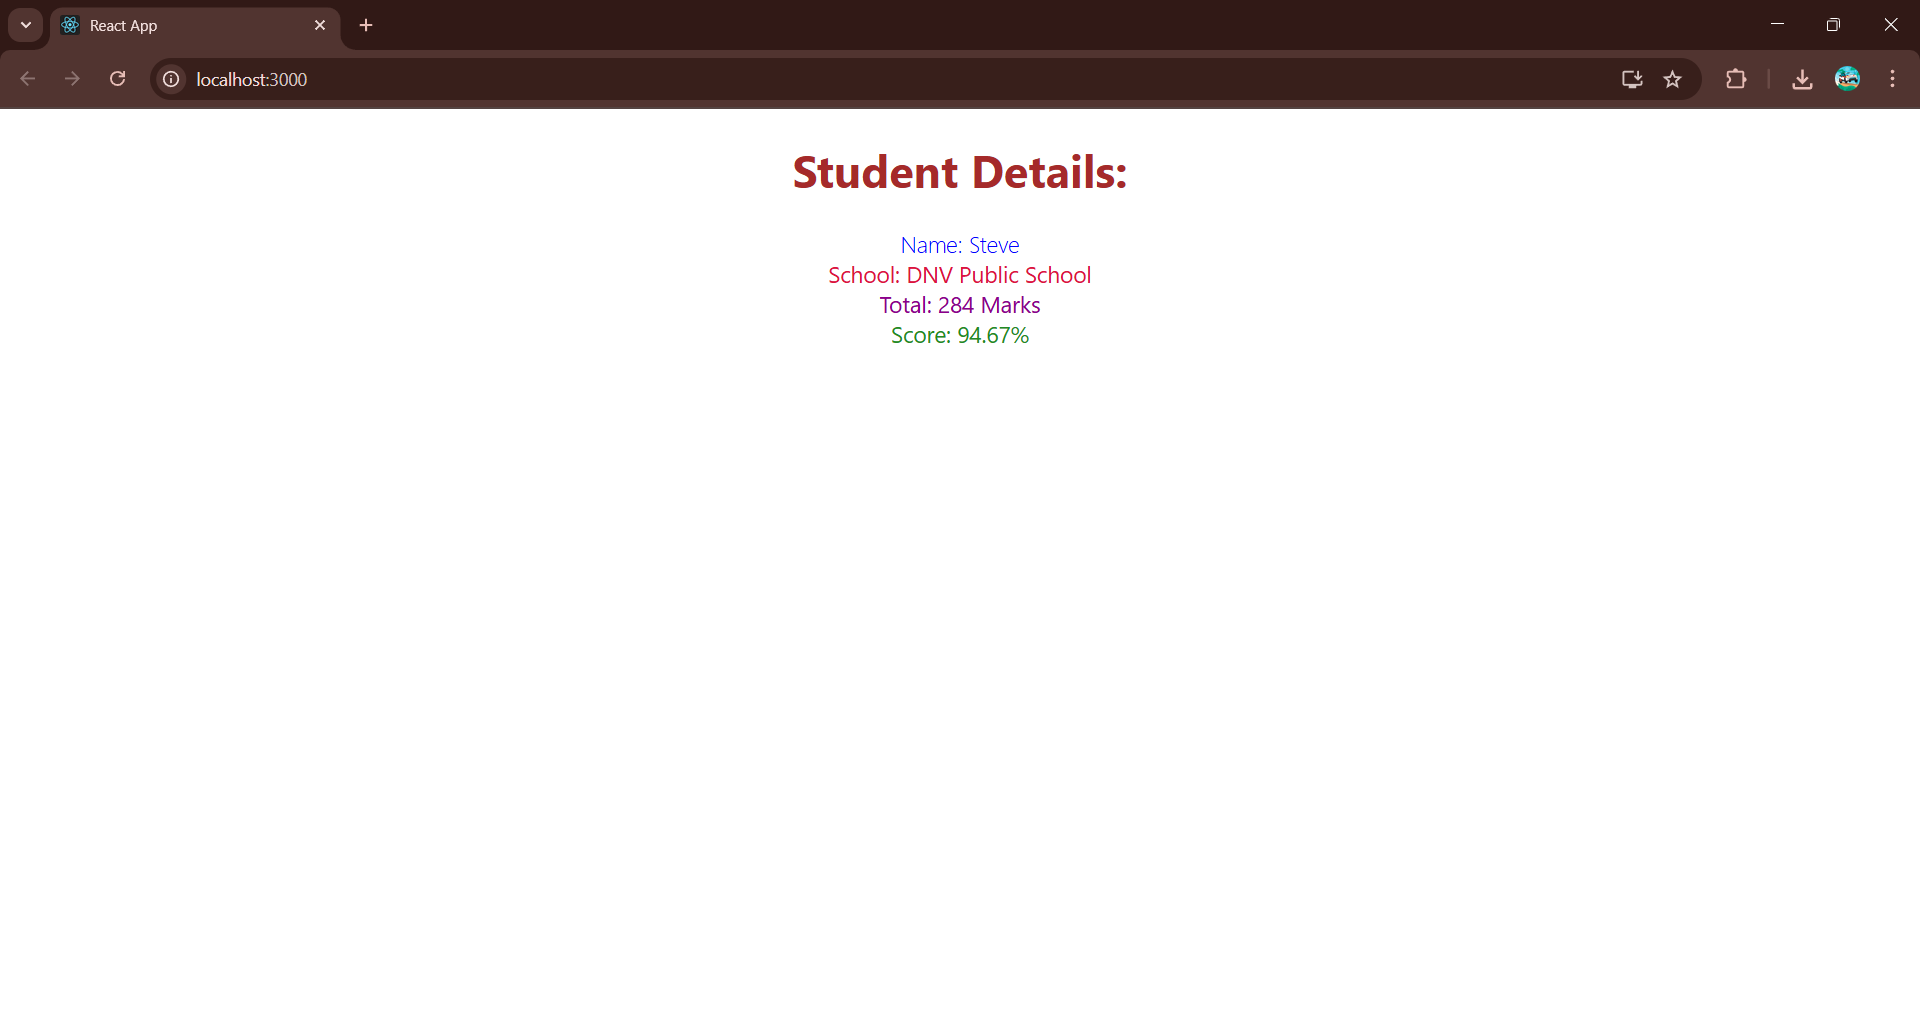 React App
localhost:3000
Student Details:
Name: Steve
School: DNV Public School
Total: 284 Marks
Score: 94.67%